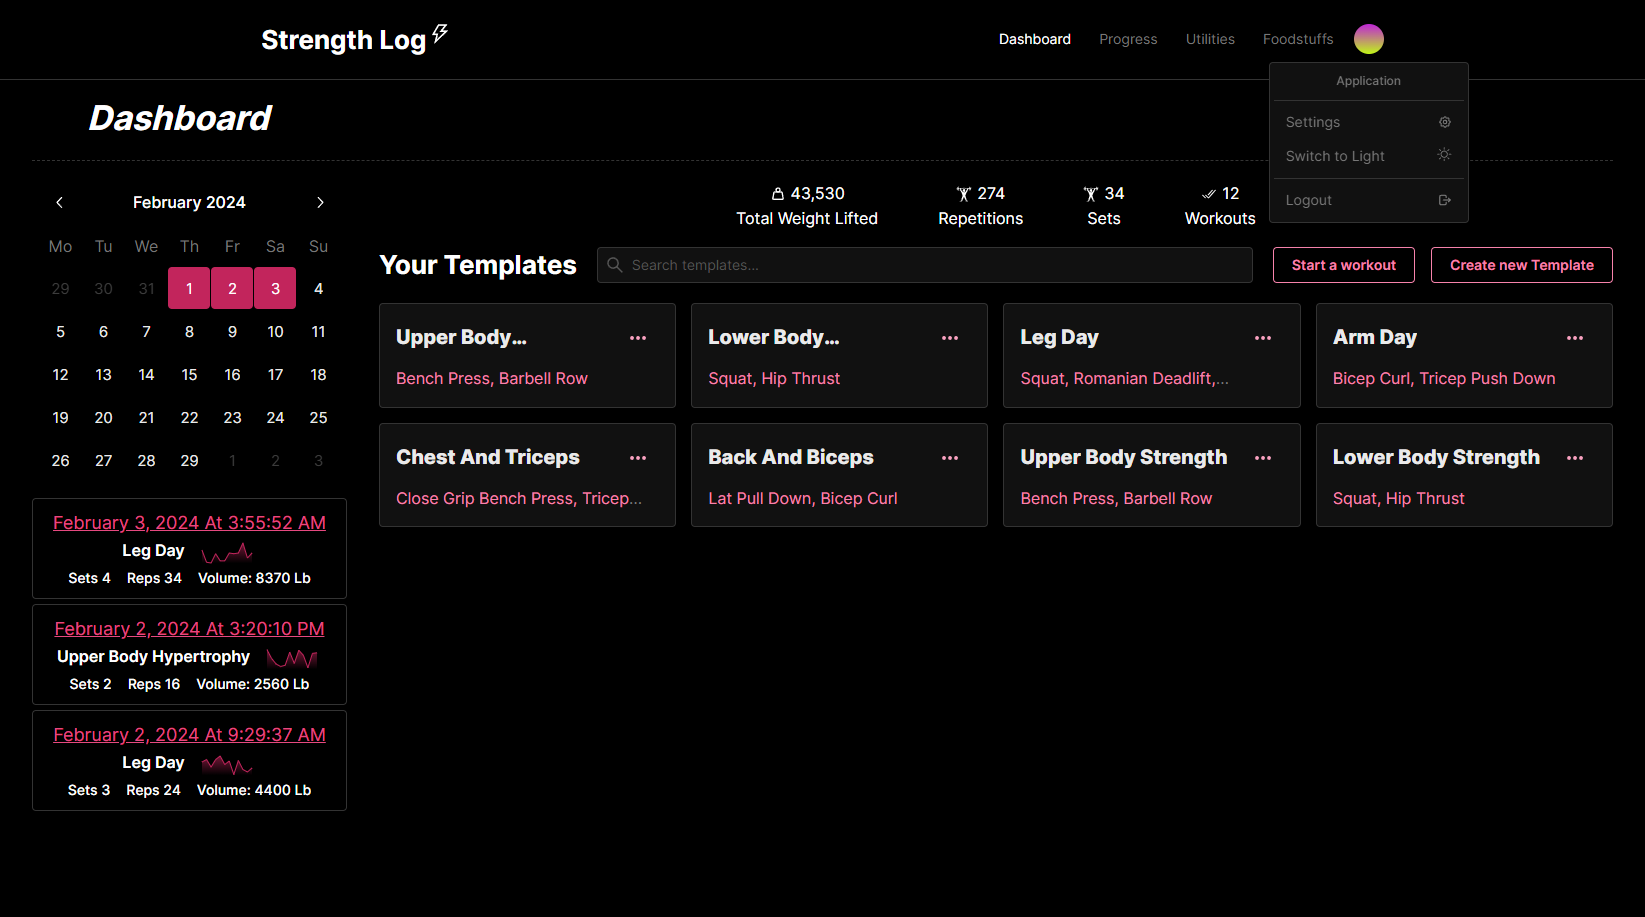 Strength Log
Dashboard Progress Utilities Foodstuffs
Application
Settings
Switch to Light
Logout
Dashboard
February 2024
Mo Tu We Th Fr Sa Su
29 30 31 1 2 3 4
5 6 7 8 9 10 11
12 13 14 15 16 17 18
19 20 21 22 23 24 25
26 27 28 29 1 2 3
February 3, 2024 At 3:55:52 AM
Leg Day
Sets 4 Reps 34 Volume: 8370 Lb
February 2, 2024 At 3:20:10 PM
Upper Body Hypertrophy
Sets 2 Reps 16 Volume: 2560 Lb
February 2, 2024 At 9:29:37 AM
Leg Day
Sets 3 Reps 24 Volume: 4400 Lb
43,530 274 34 12
Total Weight Lifted Repetitions Sets Workouts
Your Templates Search templates... Start a workout Create new Template
Upper Body...
Bench Press, Barbell Row
Lower Body...
Squat, Hip Thrust
Leg Day
Squat, Romanian Deadlift,...
Arm Day
Bicep Curl, Tricep Push Down
Chest And Triceps
Close Grip Bench Press, Tricep...
Back And Biceps
Lat Pull Down, Bicep Curl
Upper Body Strength
Bench Press, Barbell Row
Lower Body Strength
Squat, Hip Thrust